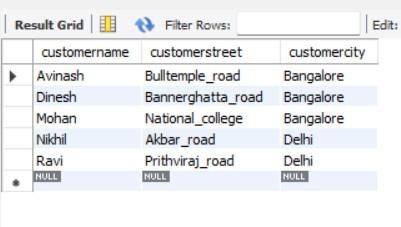 Result Grid Filter Rows: Edit:
customername customerstreet customercity
Avinash Bulltemple_road Bangalore
Dinesh Bannerghatta_road Bangalore
Mohan National_college Bangalore
Nikhil Akbar_road Delhi
Ravi Prithviraj_road Delhi
NULL NULL NULL